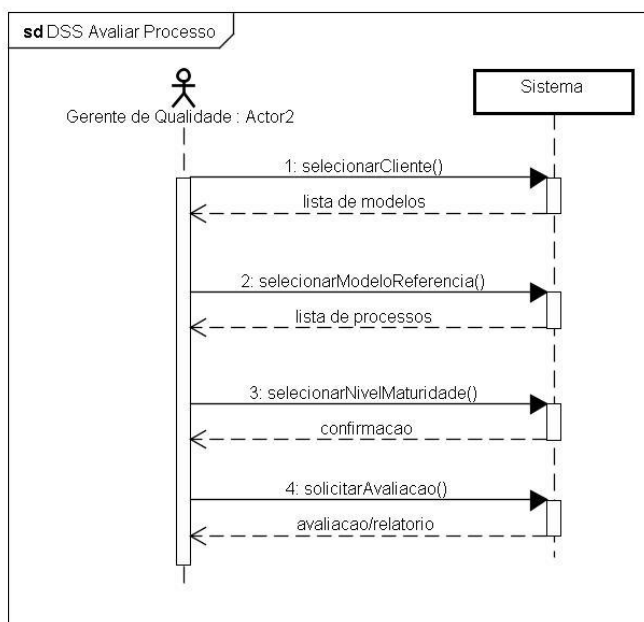 sd DSS Avaliar Processo
Gerente de Qualidade : Actor2
Sistema
1: selecionarCliente()
lista de modelos
2: selecionarModeloReferencia()
lista de processos
3: selecionarNivelMaturidade()
confirmacao
4: solicitarAvaliacao()
avaliacao/relatorio